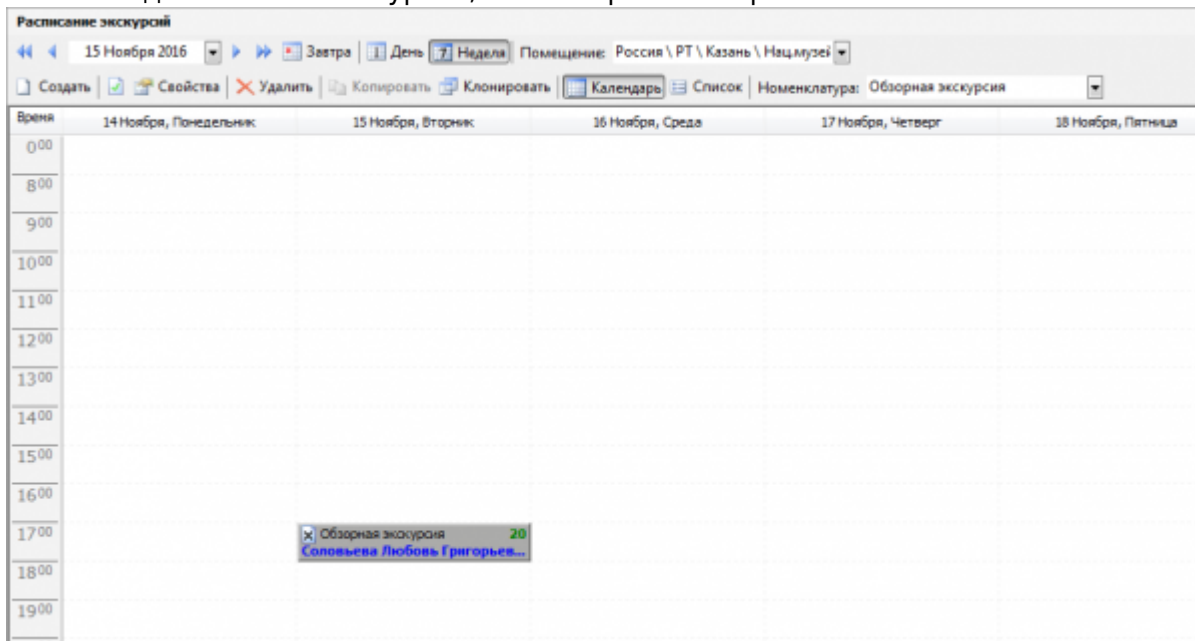 Расписание экскурсий
15 Ноября 2016 Завтра 1 День 7 Неделя Помещение: Россия \ РТ \ Казань \ Нац.музей
Создать Свойства Удалить Копировать Клонировать Календарь Список Номенклатура: Обзорная экскурсия
Время 14 Ноября, Понедельник 15 Ноября, Вторник 16 Ноября, Среда 17 Ноября, Четверг 18 Ноября, Пятница
0 00
8 00
9 00
10 00
11 00
12 00
13 00
14 00
15 00
16 00
17 00 Обзорная экскурсия 20
Соловьева Любовь Григорьев...
18 00
19 00